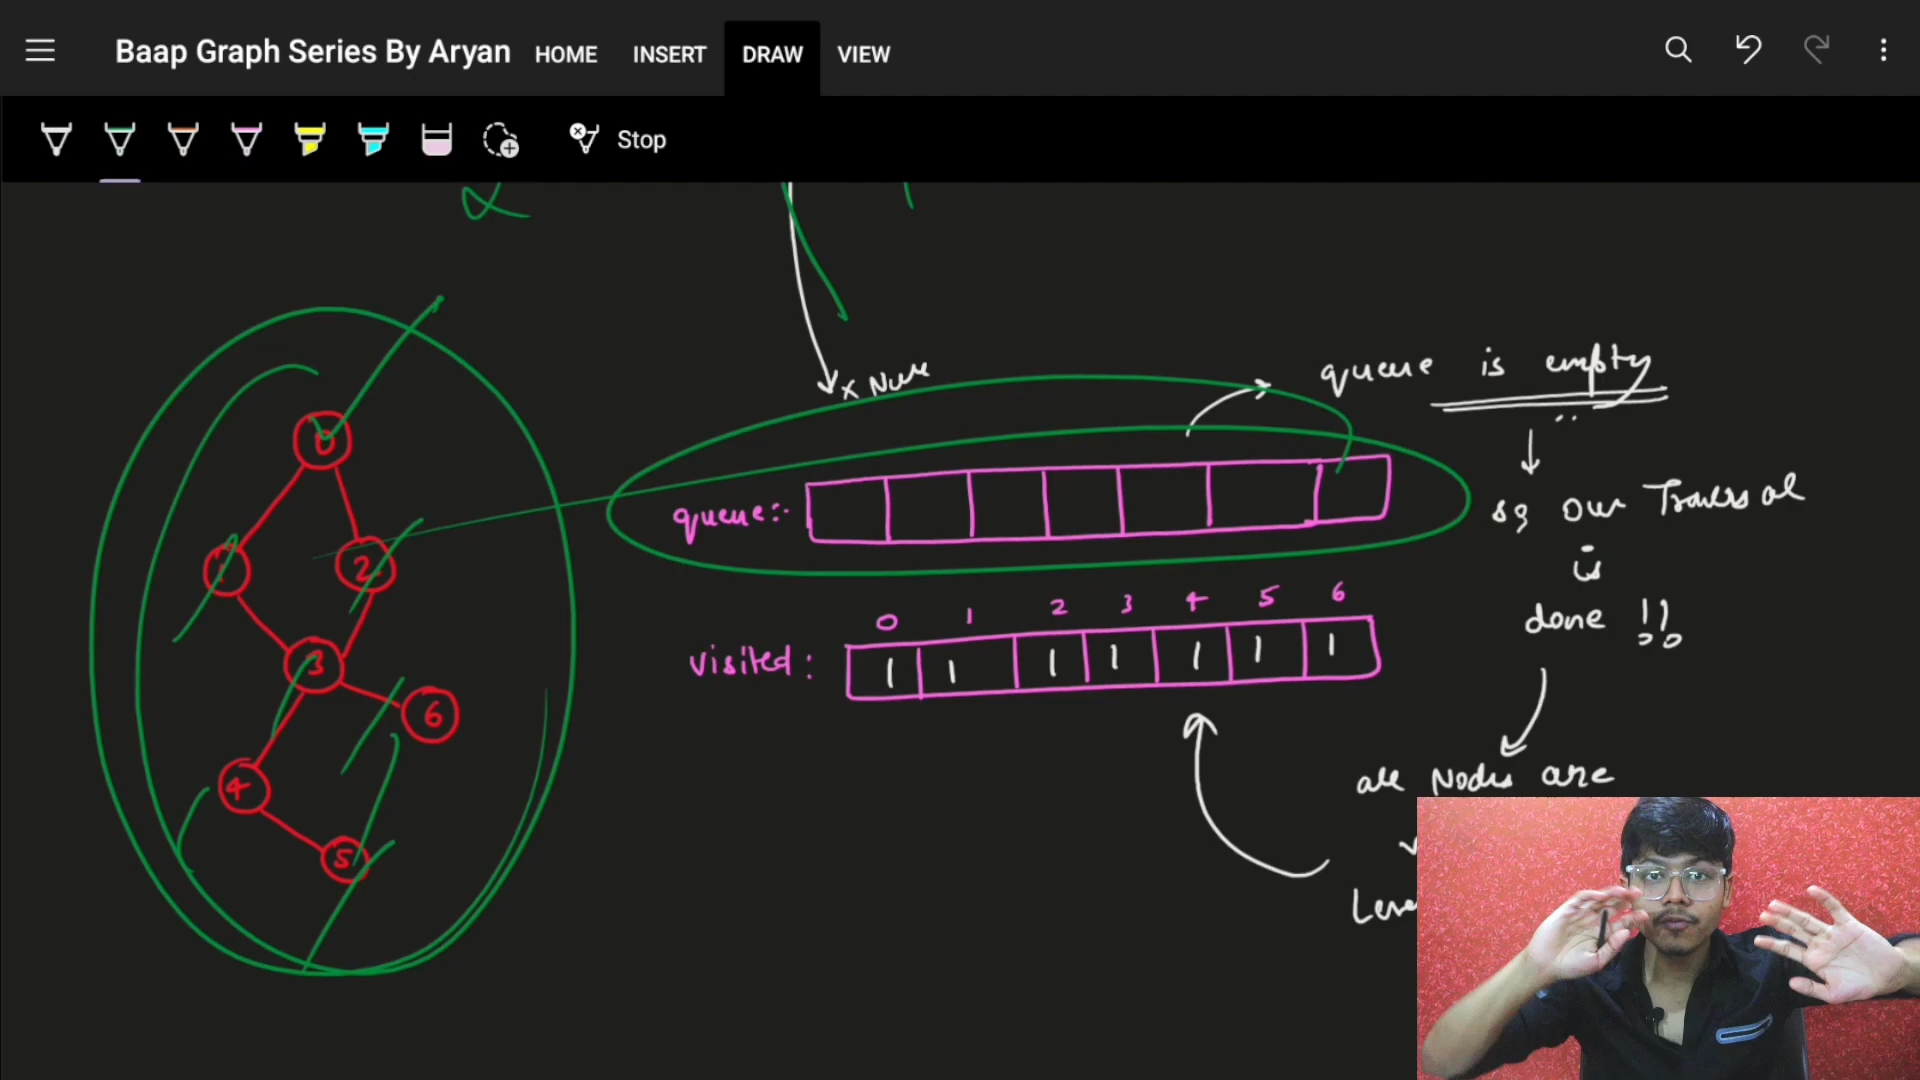 Baap Graph Series By Aryan HOME INSERT DRAW VIEW
Stop
queue is empty
x
queue:-
so our Traversal
is
done !!
0 1 2 3 4 5 6
visited: 1 1 1 1 1 1 1
all Nodes are
0
1 2
3
6
4
5